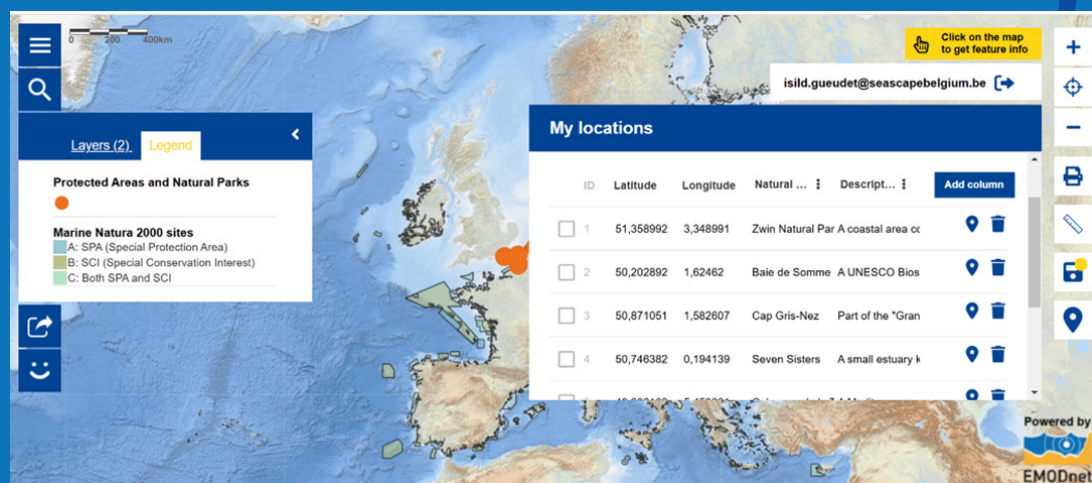 0 200 400km
Click on the map
to get feature info
isild.gueudet@seascapebelgium.be
Layers (2) Legend
Protected Areas and Natural Parks
Marine Natura 2000 sites
A: SPA (Special Protection Area)
B: SCI (Special Conservation Interest)
C: Both SPA and SCI
My locations
ID Latitude Longitude Natural ... Descript... Add column
1 51,358992 3,348991 Zwin Natural Par A coastal area cc
2 50,202892 1,62462 Baie de Somme A UNESCO Bios
3 50,871051 1,582607 Cap Gris-Nez Part of the "Gran
4 50,746382 0,194139 Seven Sisters A small estuary k
Powered by
EMODnet